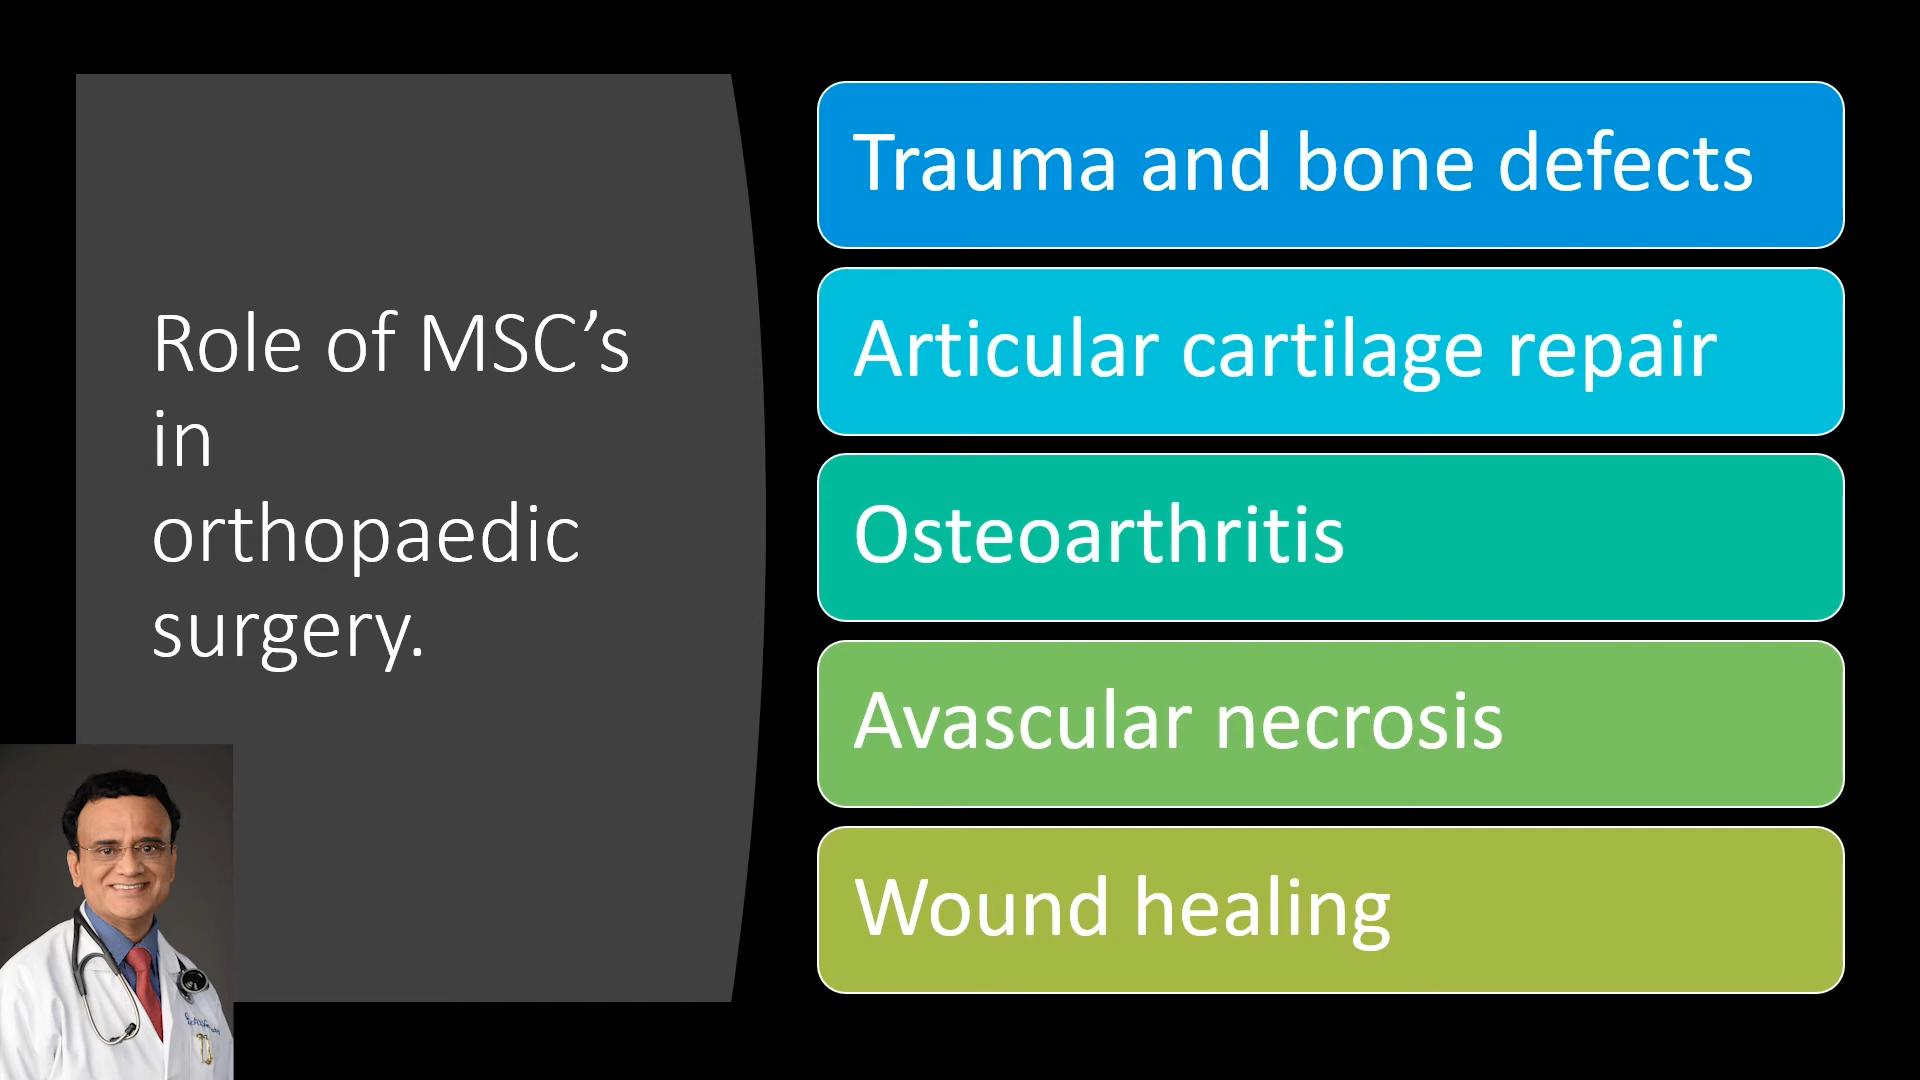 Role of MSC’s
in
orthopaedic
surgery.
Trauma and bone defects
Articular cartilage repair
Osteoarthritis
Avascular necrosis
Wound healing